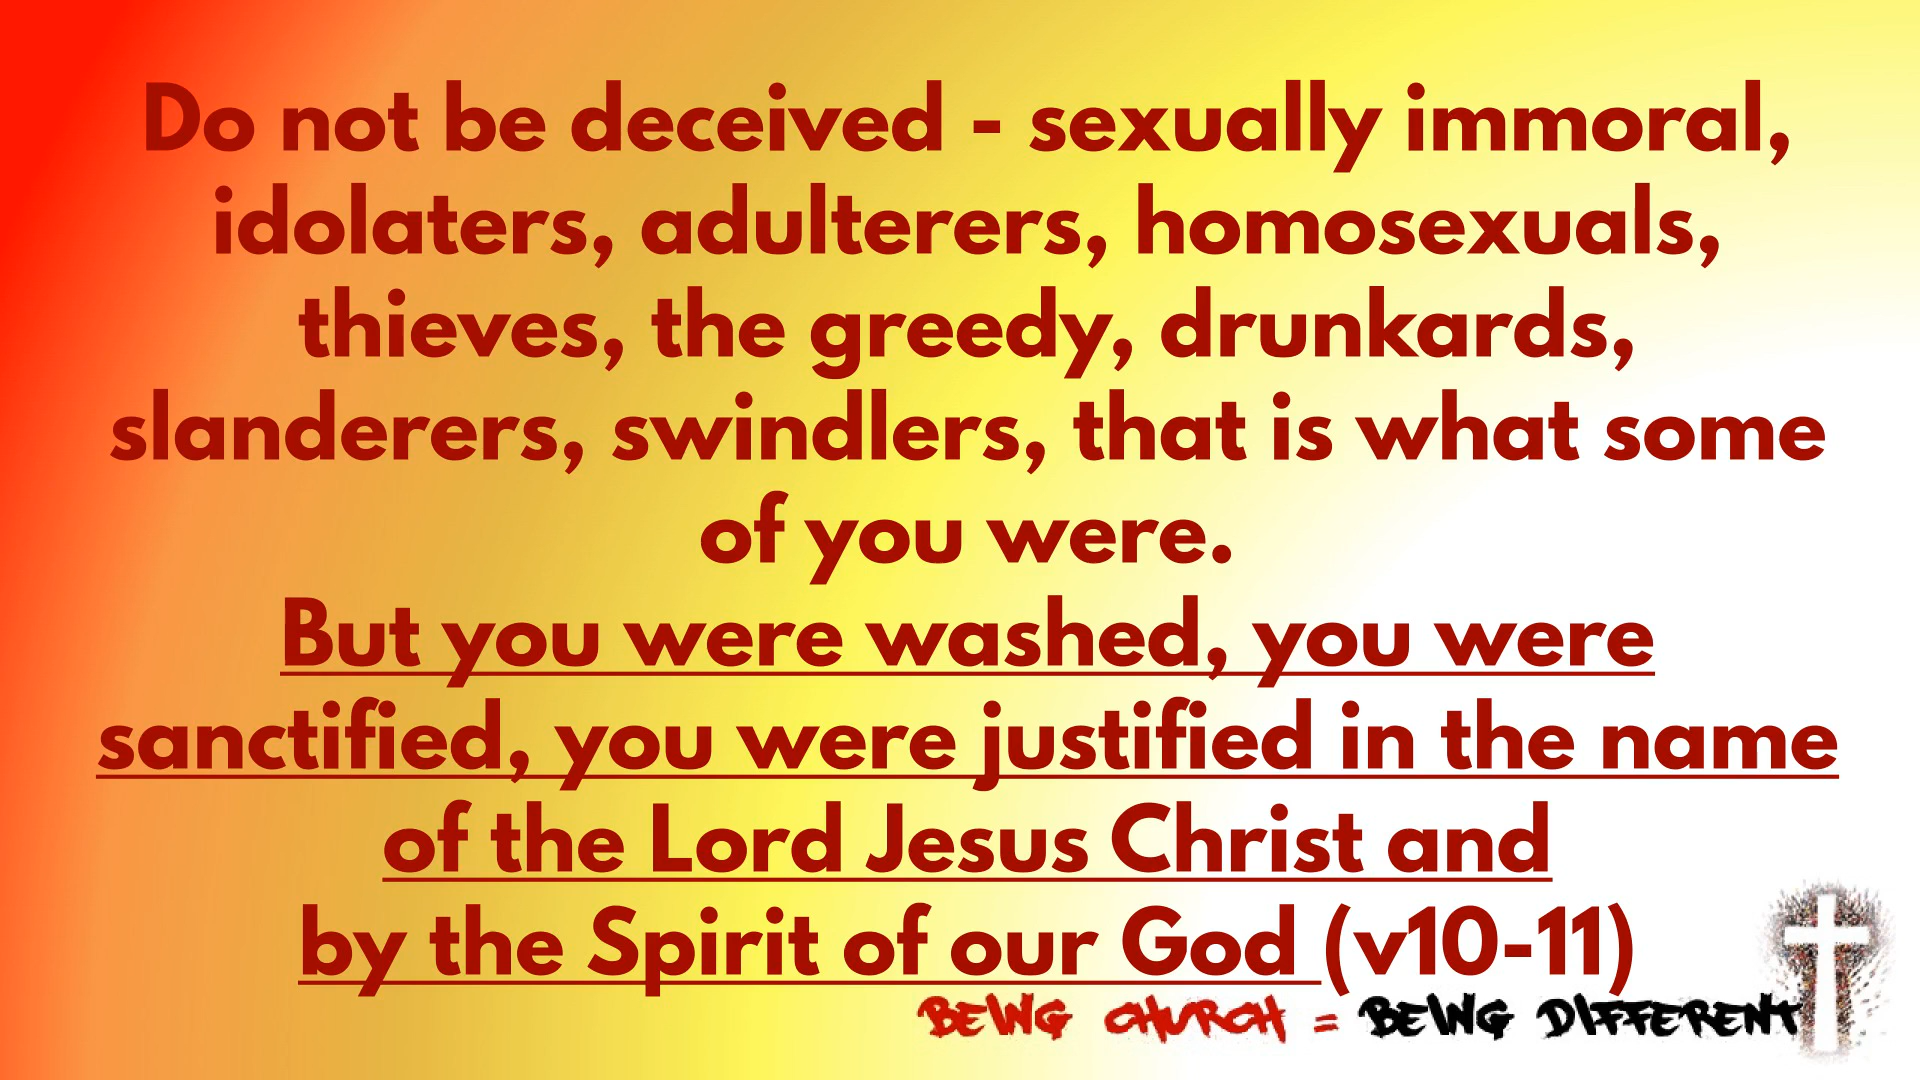 Do not be deceived - sexually immoral,
idolaters, adulterers, homosexuals,
thieves, the greedy, drunkards,
slanderers, swindlers, that is what some
of you were.
But you were washed, you were
sanctified, you were justified in the name
of the Lord Jesus Christ and
by the Spirit of our God (v10-11)
BEING CHURCH = BEING DIFFERENT